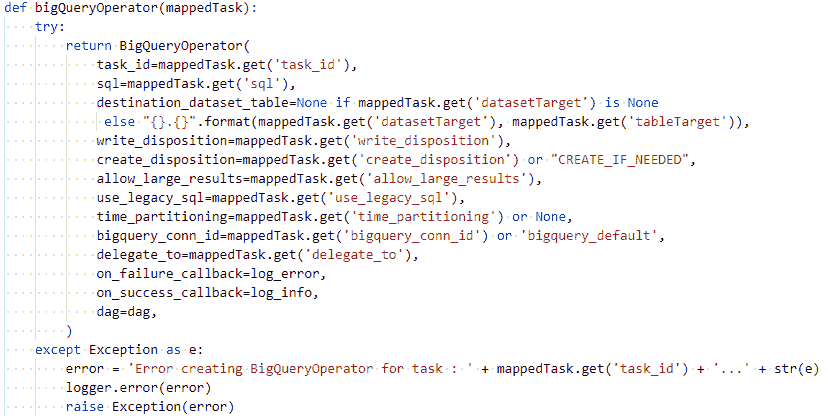 def bigQueryOperator(mappedTask):
    try:
        return BigQueryOperator(
            task_id=mappedTask.get('task_id'),
            sql=mappedTask.get('sql'),
            destination_dataset_table=None if mappedTask.get('datasetTarget') is None
             else "{}.{}".format(mappedTask.get('datasetTarget'), mappedTask.get('tableTarget')),
            write_disposition=mappedTask.get('write_disposition'),
            create_disposition=mappedTask.get('create_disposition') or "CREATE_IF_NEEDED",
            allow_large_results=mappedTask.get('allow_large_results'),
            use_legacy_sql=mappedTask.get('use_legacy_sql'),
            time_partitioning=mappedTask.get('time_partitioning') or None,
            bigquery_conn_id=mappedTask.get('bigquery_conn_id') or 'bigquery_default',
            delegate_to=mappedTask.get('delegate_to'),
            on_failure_callback=log_error,
            on_success_callback=log_info,
            dag=dag,
        )
    except Exception as e:
        error = 'Error creating BigQueryOperator for task : ' + mappedTask.get('task_id') + '...' + str(e)
        logger.error(error)
        raise Exception(error)